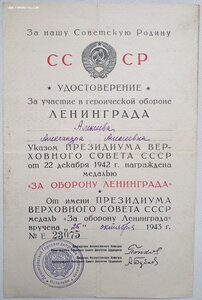 За нашу Советскую Родину
СС СР
УДОСТОВЕРЕНИЕ
За участие в героической обороне
ЛЕНИНГРАДА
Александра
Указом ПРЕЗИДИУМА ВЕР-
ХОВНОГО СОВЕТА СССР
от 22 декабря 1942 г. награждена
медалью
«ЗА ОБОРОНУ ЛЕНИНГРАДА»
От имени ПРЕЗИДИУМА
ВЕРХОВНОГО СОВЕТА СССР
медаль «За оборону Ленинграда»
вручена октября 1943 г.
№ Е 23075